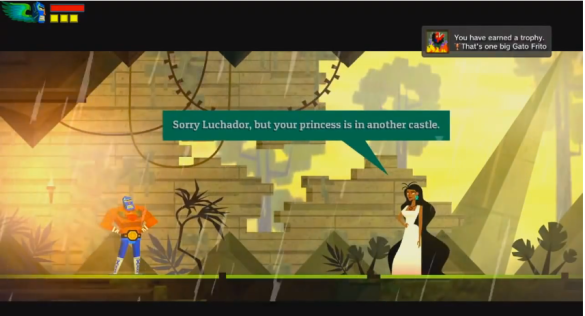 You have earned a trophy.
That's one big Gato Frito
Sorry Luchador, but your princess is in another castle.